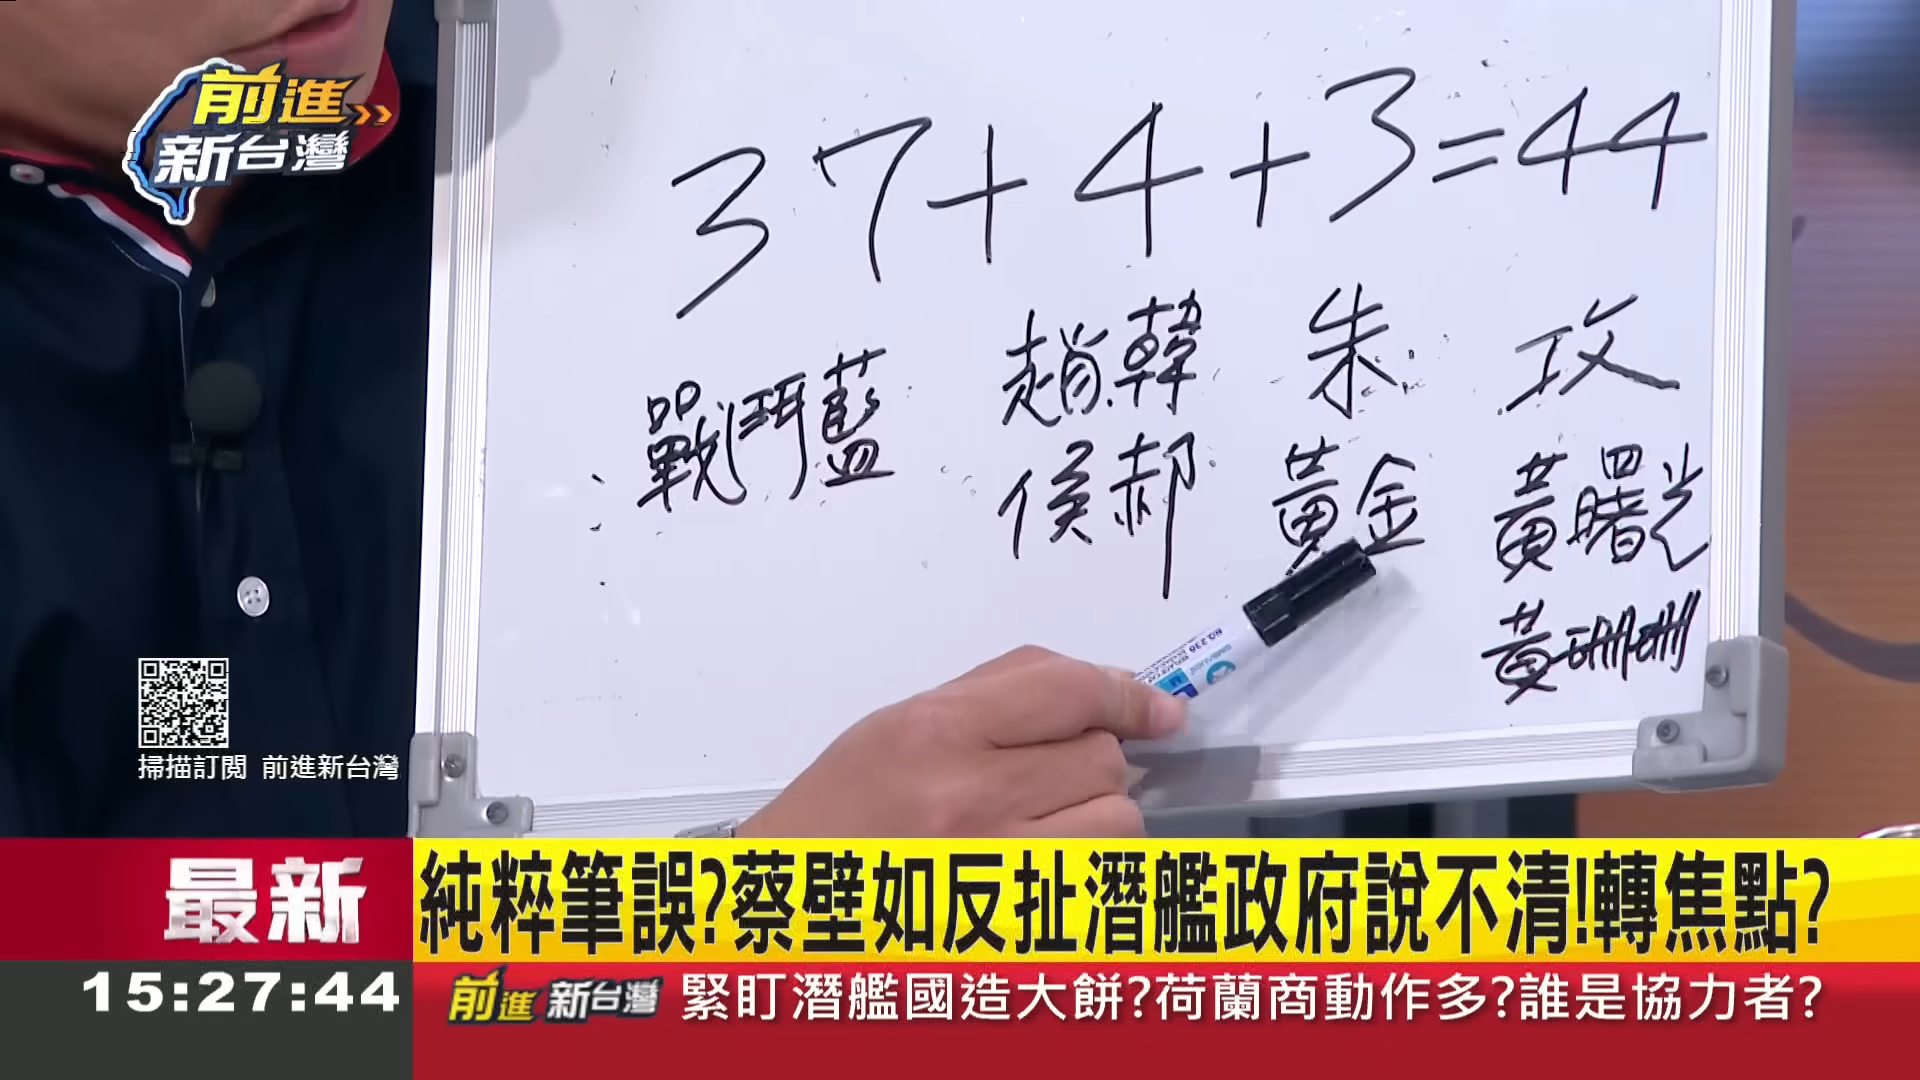 前進
新台灣
37+4+3=44
戰鬥藍 趙韓 朱 攻
侯郝 黃金 黃曙光
黃珊珊
NO.236
掃描訂閱 前進新台灣
最新 純粹筆誤?蔡壁如反扯潛艦政府說不清!轉焦點?
15:27:44 前進新台灣 緊盯潛艦國造大餅?荷蘭商動作多?誰是協力者?